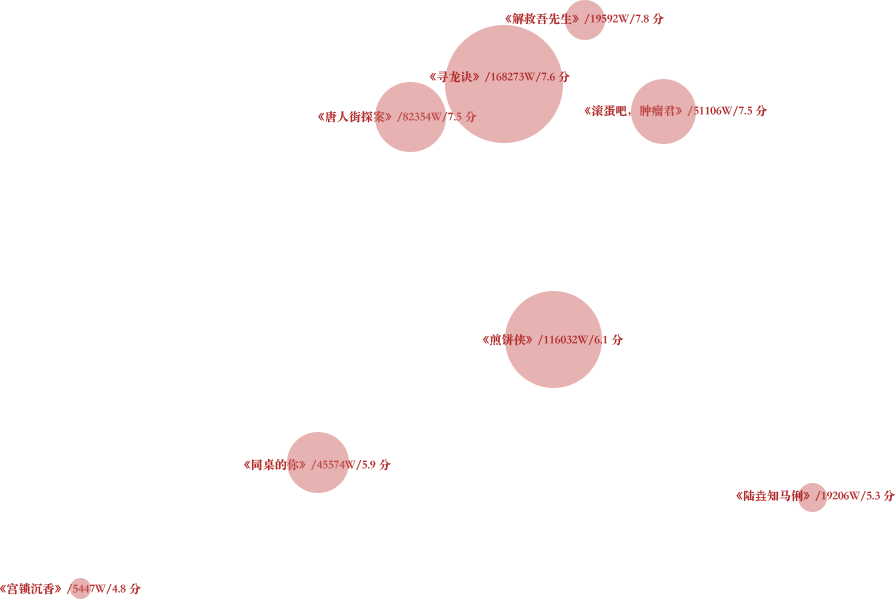 《解救吾先生》/19592W/7.8 分
《寻龙诀》/168273W/7.6 分
《唐人街探案》/82354W/7.5 分
《滚蛋吧，肿瘤君》/51106W/7.5 分
《煎饼侠》/116032W/6.1 分
《同桌的你》/45574W/5.9 分
《陆垚知马俐》/19206W/5.3 分
《宫锁沉香》/5447W/4.8 分